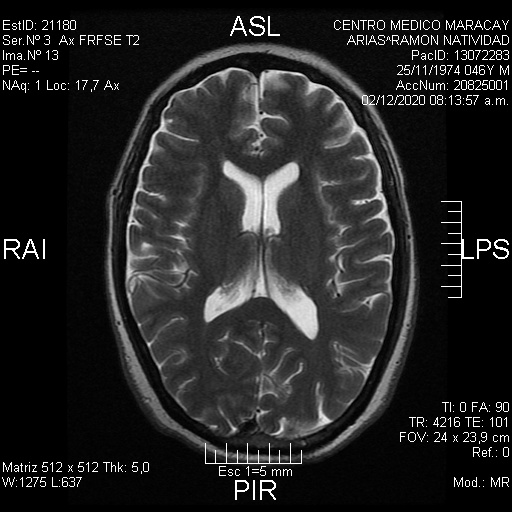 EstID: 21180
Ser.Nº 3 Ax FRFSE T2
Ima.Nº 13
PE= --
NAq: 1 Loc: 17,7 Ax
ASL
CENTRO MEDICO MARACAY
ARIAS^RAMON NATIVIDAD
PacID: 13072283
25/11/1974 046Y M
AccNum: 20825001
02/12/2020 08:13:57 a.m.
RAI
LPS
TI: 0 FA: 90
TR: 4216 TE: 101
FOV: 24 x 23,9 cm
Ref.: 0
Mod.: MR
Matriz 512 x 512 Thk: 5,0
W:1275 L:637
Esc 1=5 mm
PIR